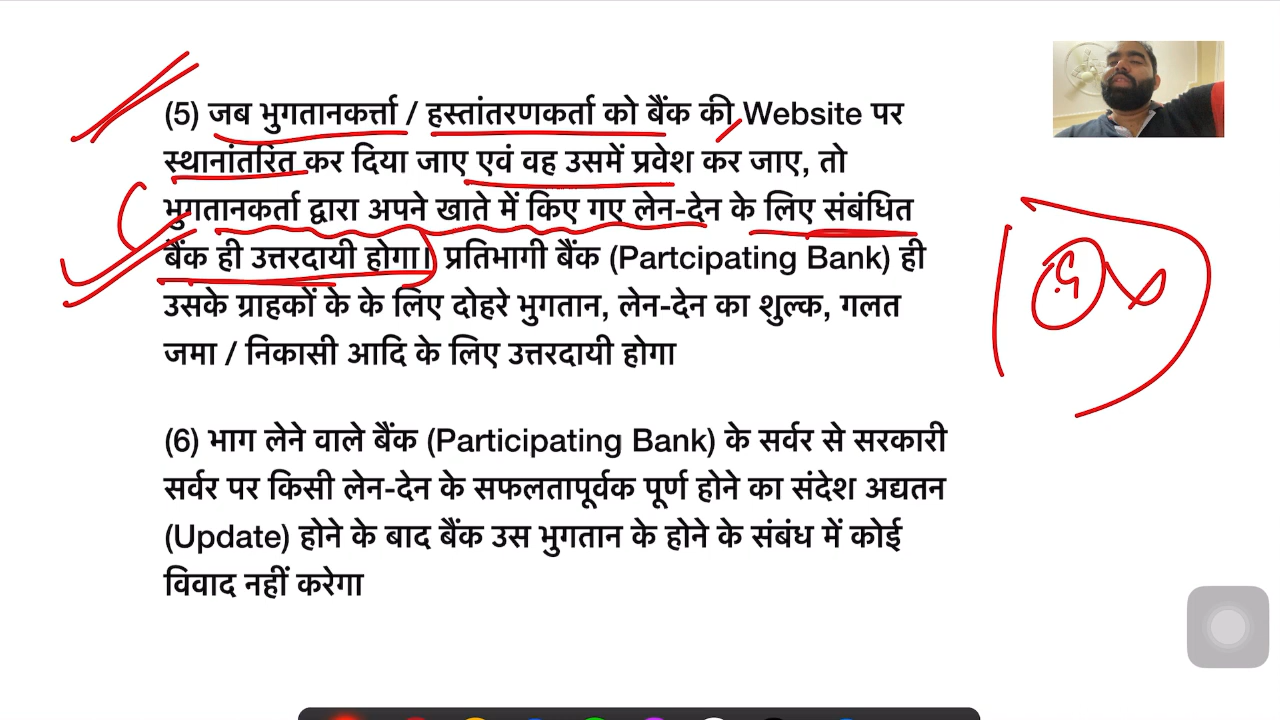 (5) जब भुगतानकर्त्ता / हस्तांतरणकर्ता को बैंक की Website पर
स्थानांतरित कर दिया जाए एवं वह उसमें प्रवेश कर जाए, तो
भुगतानकर्ता द्वारा अपने खाते में किए गए लेन-देन के लिए संबंधित
बैंक ही उत्तरदायी होगा। प्रतिभागी बैंक (Partcipating Bank) ही
उसके ग्राहकों के के लिए दोहरे भुगतान, लेन-देन का शुल्क, गलत
जमा / निकासी आदि के लिए उत्तरदायी होगा
(6) भाग लेने वाले बैंक (Participating Bank) के सर्वर से सरकारी
सर्वर पर किसी लेन-देन के सफलतापूर्वक पूर्ण होने का संदेश अद्यतन
(Update) होने के बाद बैंक उस भुगतान के होने के संबंध में कोई
विवाद नहीं करेगा